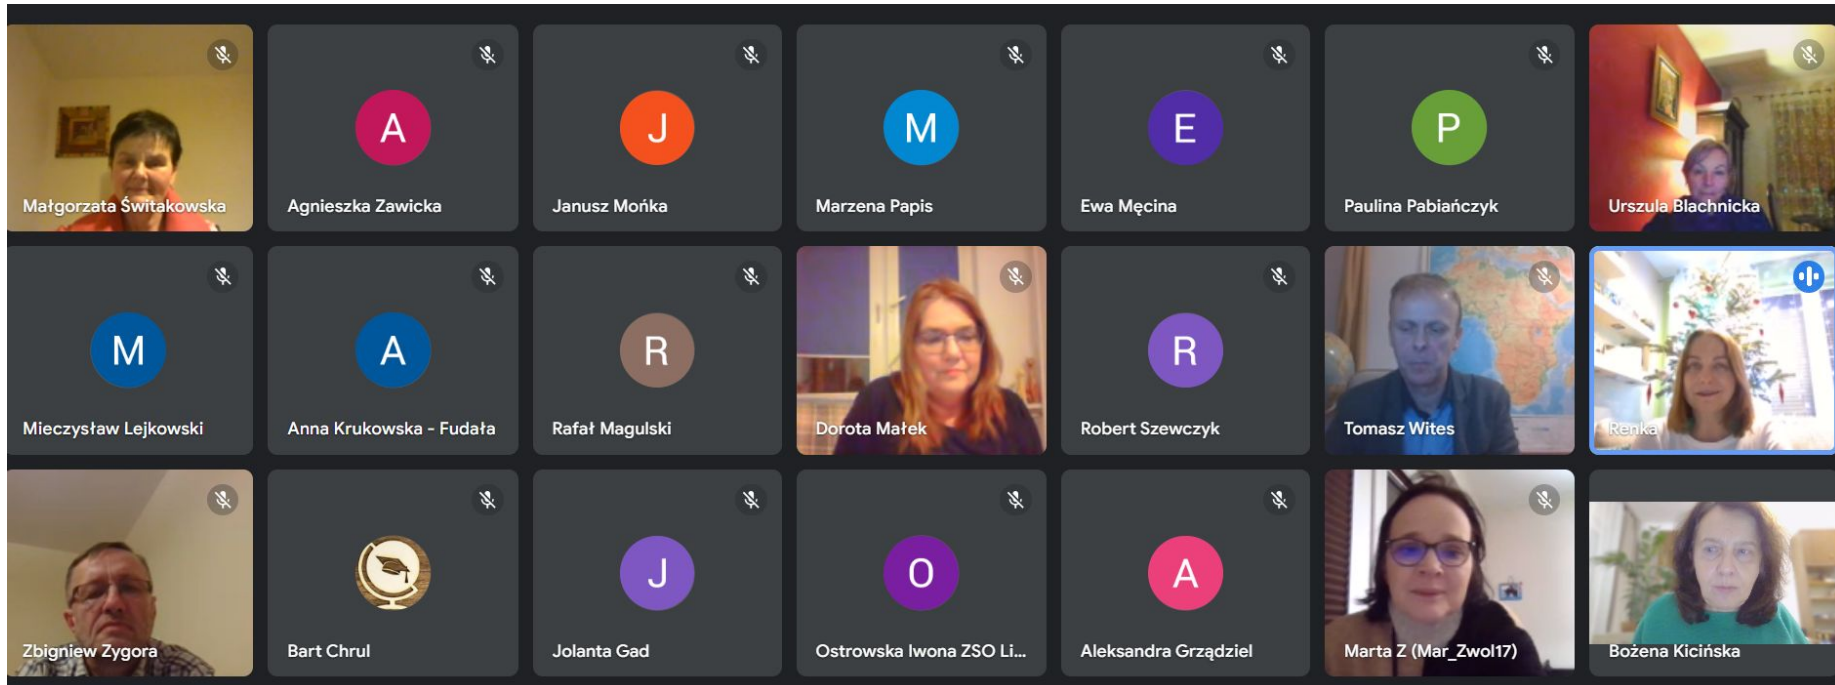 Małgorzata Świtakowska
A
Agnieszka Zawicka
J
Janusz Mońka
M
Marzena Papis
E
Ewa Męcina
P
Paulina Pabiańczyk
Urszula Blachnicka
M
Mieczysław Lejkowski
A
Anna Krukowska - Fudała
R
Rafał Magulski
Dorota Małek
R
Robert Szewczyk
Tomasz Wites
Renka
Zbigniew Zygora
Bart Chrul
J
Jolanta Gad
O
Ostrowska Iwona ZSO Li...
A
Aleksandra Grządziel
Marta Z (Mar_Zwol17)
Bożena Kicińska